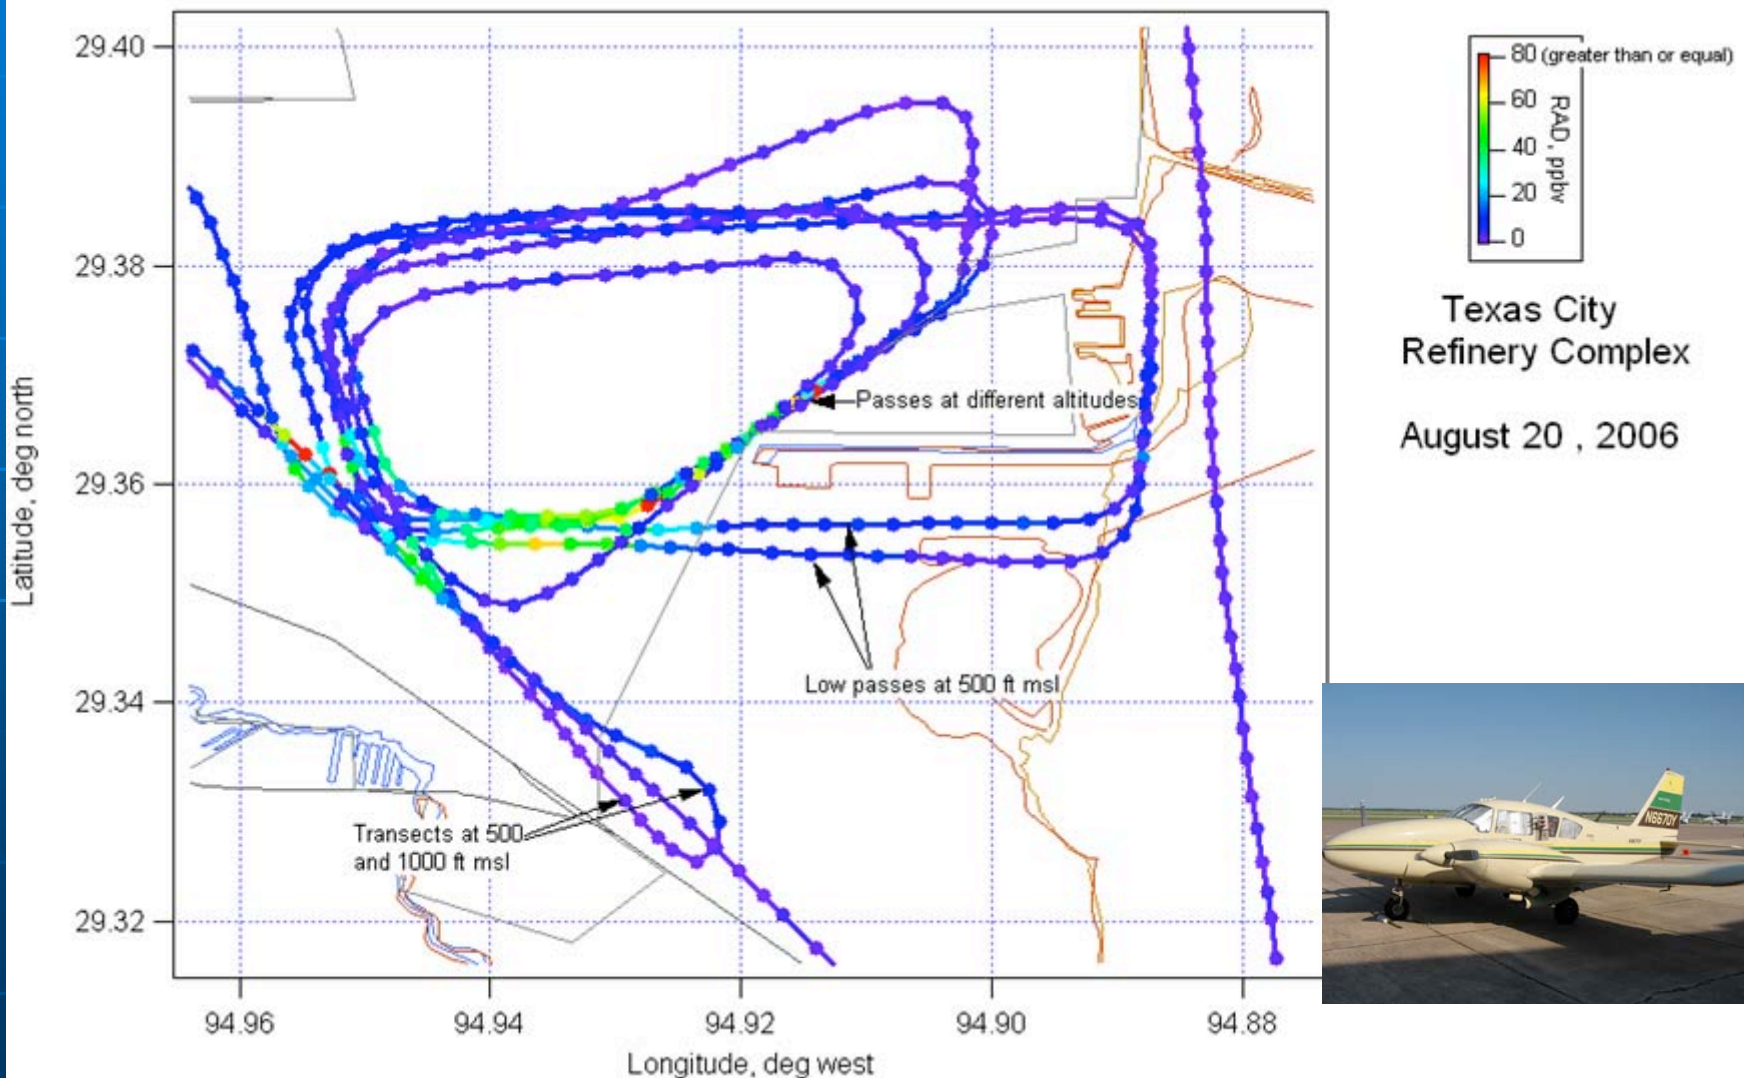 29.40
29.38
29.36
29.34
29.32
Latitude, deg north
94.96
94.94
94.92
94.90
94.88
Longitude, deg west
Passes at different altitudes
Low passes at 500 ft msl
Transects at 500
and 1000 ft msl
80 (greater than or equal)
60
40
20
0
RAD, ppbv
Texas City
Refinery Complex
August 20 , 2006
N6670Y